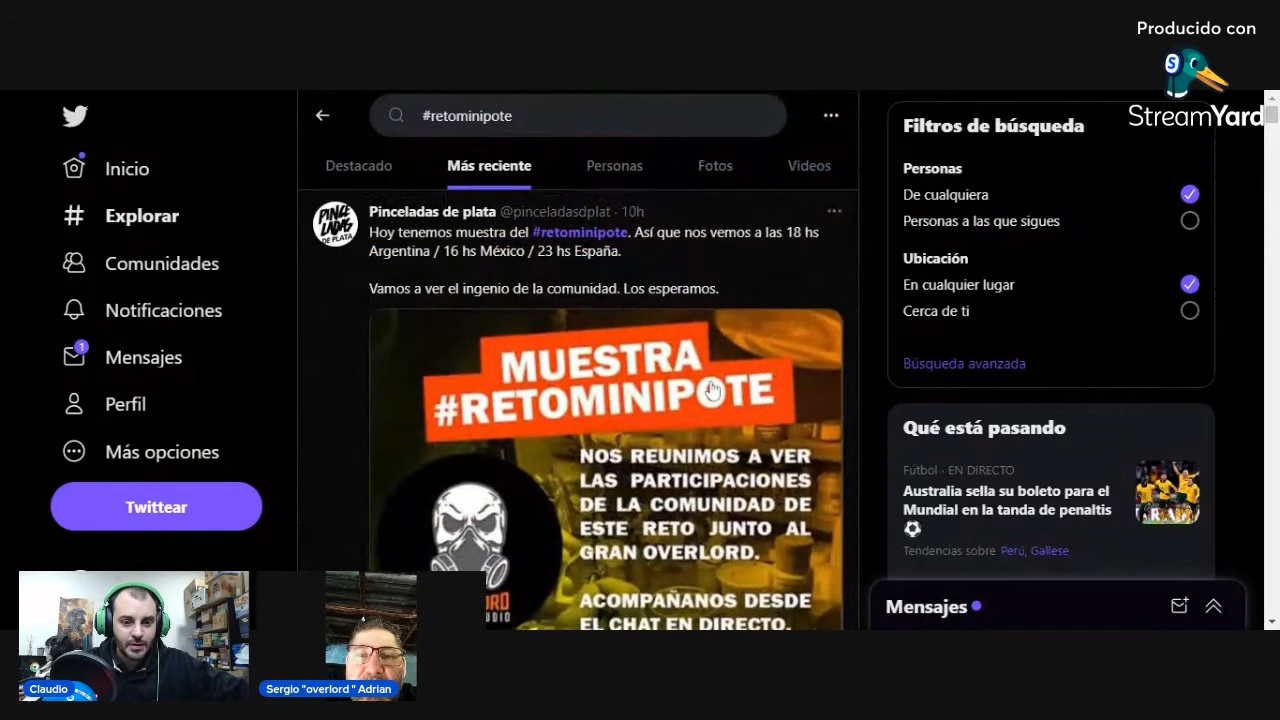 Producido con
StreamYard
#retominipote
Inicio
Explorar
Comunidades
Notificaciones
Mensajes
1
Perfil
Más opciones
Twittear
Destacado
Más reciente
Personas
Fotos
Videos
PINCELADAS
DE PLATA
Pinceladas de plata @pinceladasdplat · 10h
Hoy tenemos muestra del #retominipote. Así que nos vemos a las 18 hs
Argentina / 16 hs México / 23 hs España.
Vamos a ver el ingenio de la comunidad. Los esperamos.
MUESTRA
#RETOMINIPOTE
NOS REUNIMOS A VER
LAS PARTICIPACIONES
DE LA COMUNIDAD DE
ESTE RETO JUNTO AL
GRAN OVERLORD.
ACOMPAÑANOS DESDE
EL CHAT EN DIRECTO.
Filtros de búsqueda
Personas
De cualquiera
Personas a las que sigues
Ubicación
En cualquier lugar
Cerca de ti
Búsqueda avanzada
Qué está pasando
Fútbol · EN DIRECTO
Australia sella su boleto para el
Mundial en la tanda de penaltis
Tendencias sobre Perú, Gallese
Mensajes
Claudio
Sergio "overlord " Adrian